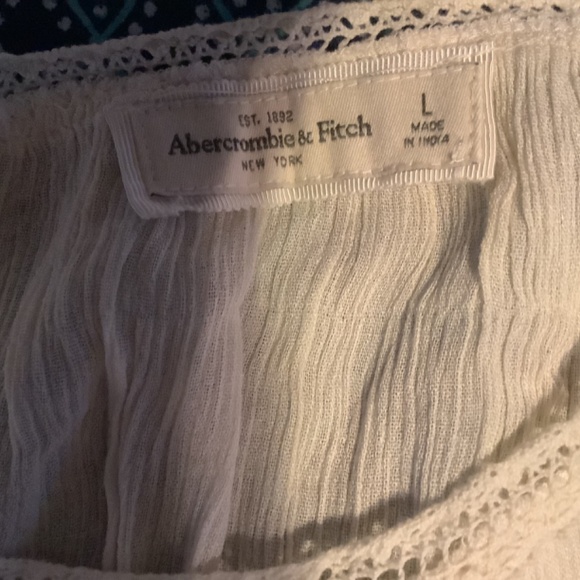 EST. 1892
Abercrombie & Fitch
NEW YORK
L
MADE
IN INDIA